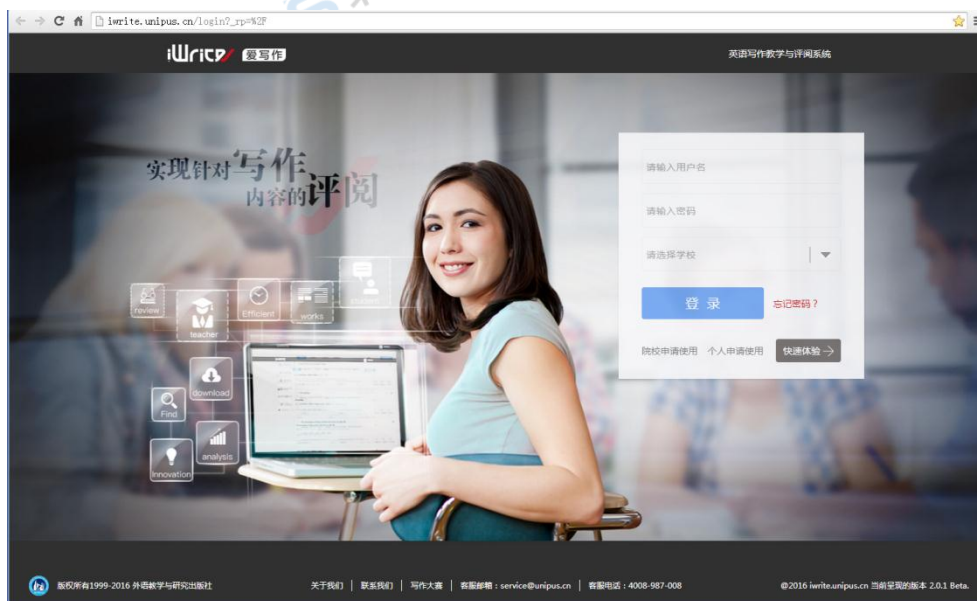 iwrite.unipus.cn/login?_rp=%2F
iWrite 爱写作
英语写作教学与评阅系统
实现针对写作
内容的评阅
请输入用户名
请输入密码
请选择学校
登 录
忘记密码？
院校申请使用
个人申请使用
快速体验
review
teacher
Efficient
works
student
download
Find
analysis
Innovation
版权所有1999-2016 外语教学与研究出版社
关于我们 | 联系我们 | 写作大赛 | 客服邮箱：service@unipus.cn | 客服电话：4008-987-008
@2016 iwrite.unipus.cn 当前呈现的版本 2.0.1 Beta.